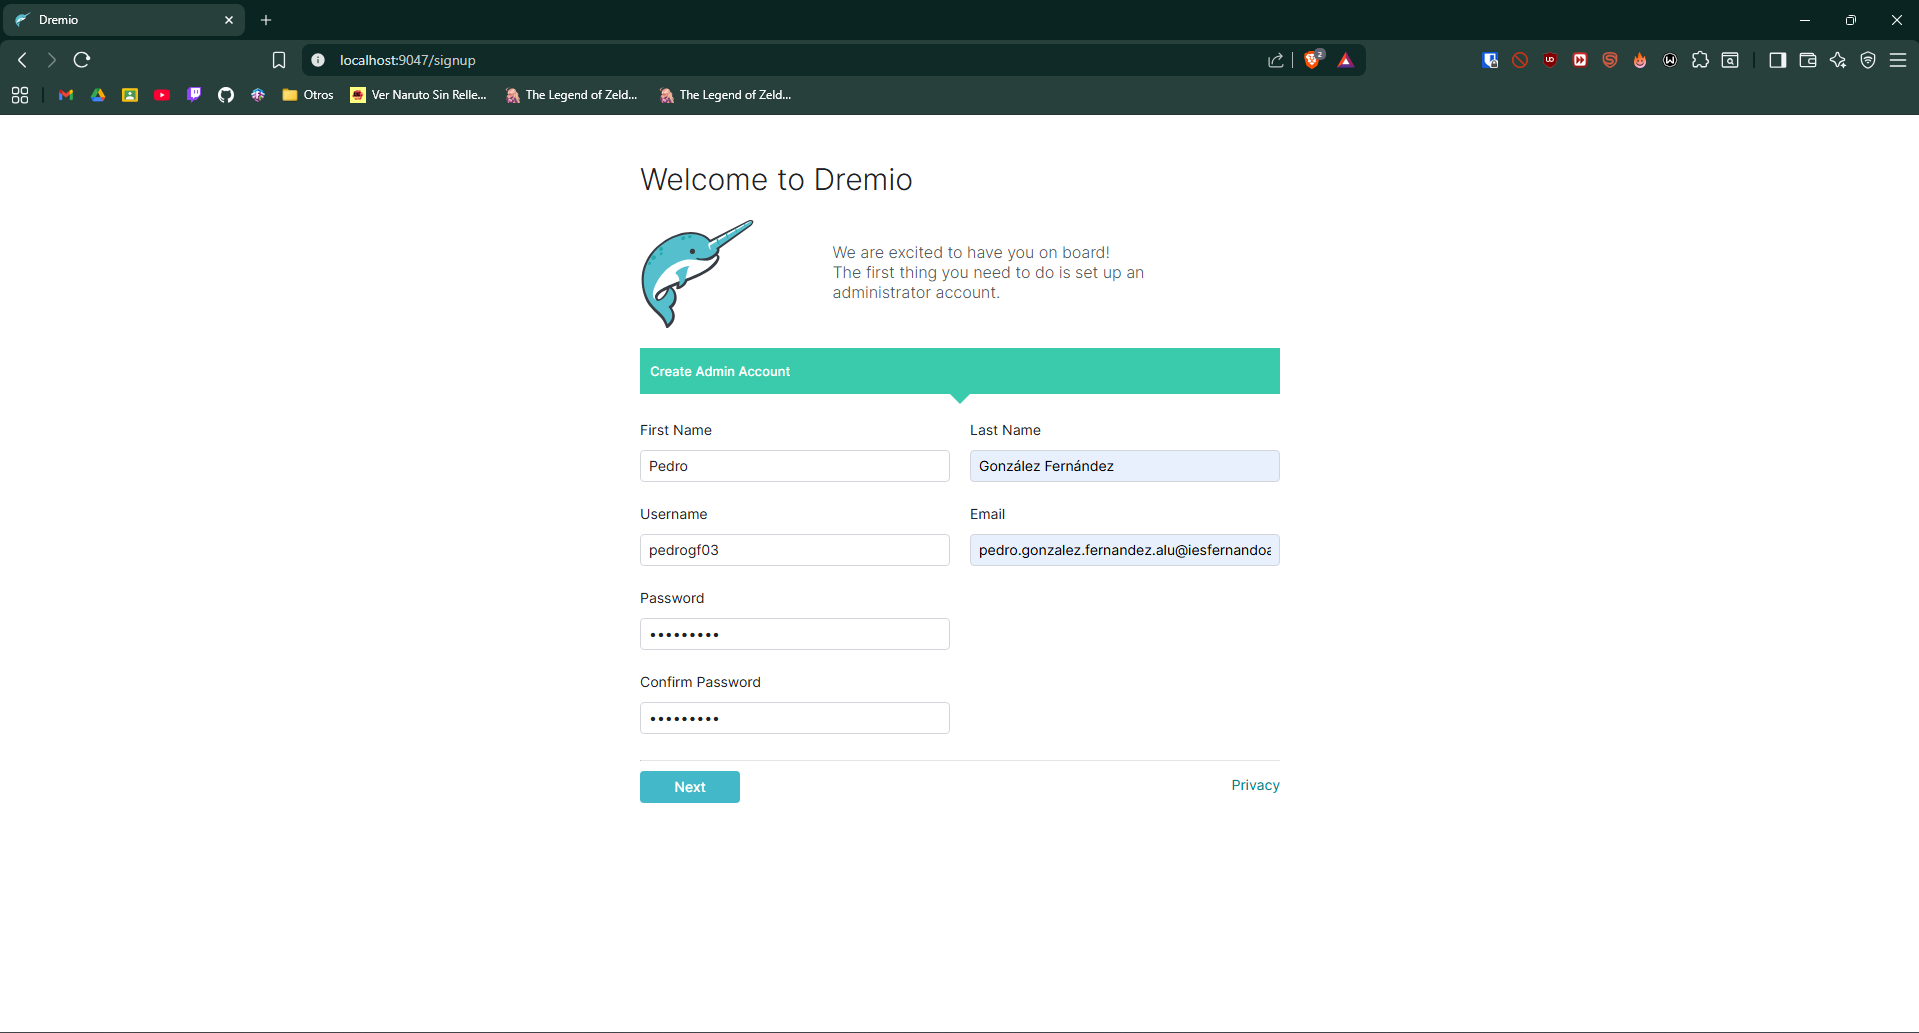 Dremio
localhost:9047/signup
2
Otros
Ver Naruto Sin Relle...
The Legend of Zeld...
The Legend of Zeld...
Welcome to Dremio
We are excited to have you on board!
The first thing you need to do is set up an
administrator account.
Create Admin Account
First Name
Last Name
Pedro
González Fernández
Username
Email
pedrogf03
pedro.gonzalez.fernandez.alu@iesfernandoa
Password
•••••••••
Confirm Password
•••••••••
Next
Privacy